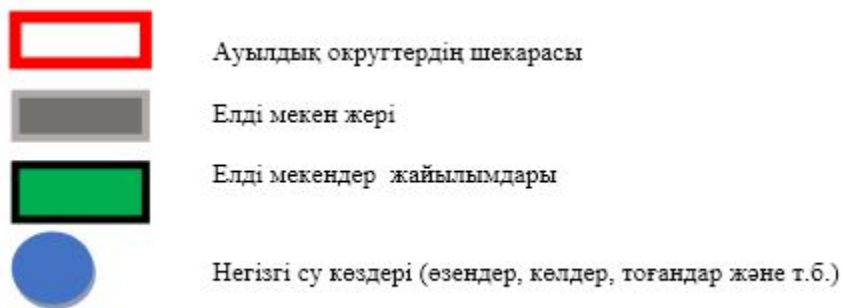 Ауылдық округтердің шекарасы
Елді мекен жері
Елді мекендер жайылымдары
Негізгі су көздері (өзендер, көлдер, тоғандар және т.б.)